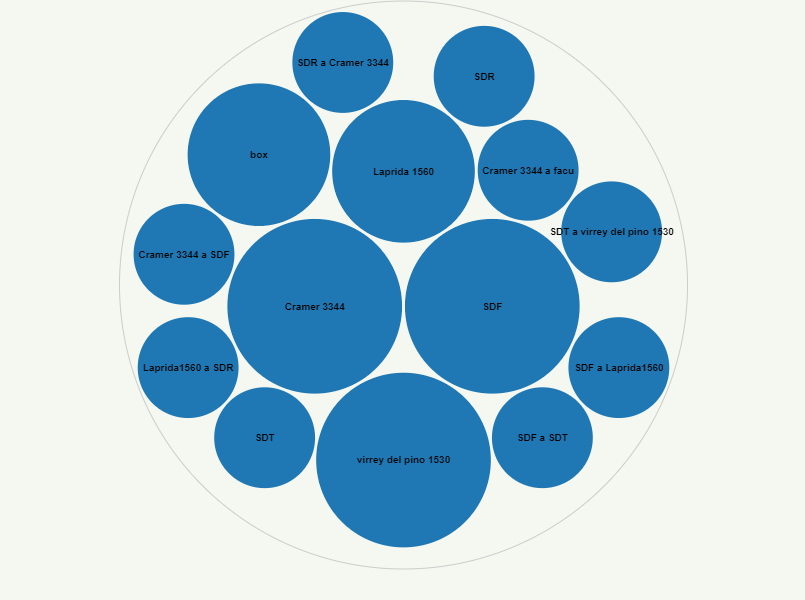 SDR a Cramer 3344
SDR
box
Laprida 1560
Cramer 3344 a facu
SDT a virrey del pino 1530
Cramer 3344 a SDF
Cramer 3344
SDF
Laprida1560 a SDR
SDF a Laprida1560
SDT
SDF a SDT
virrey del pino 1530